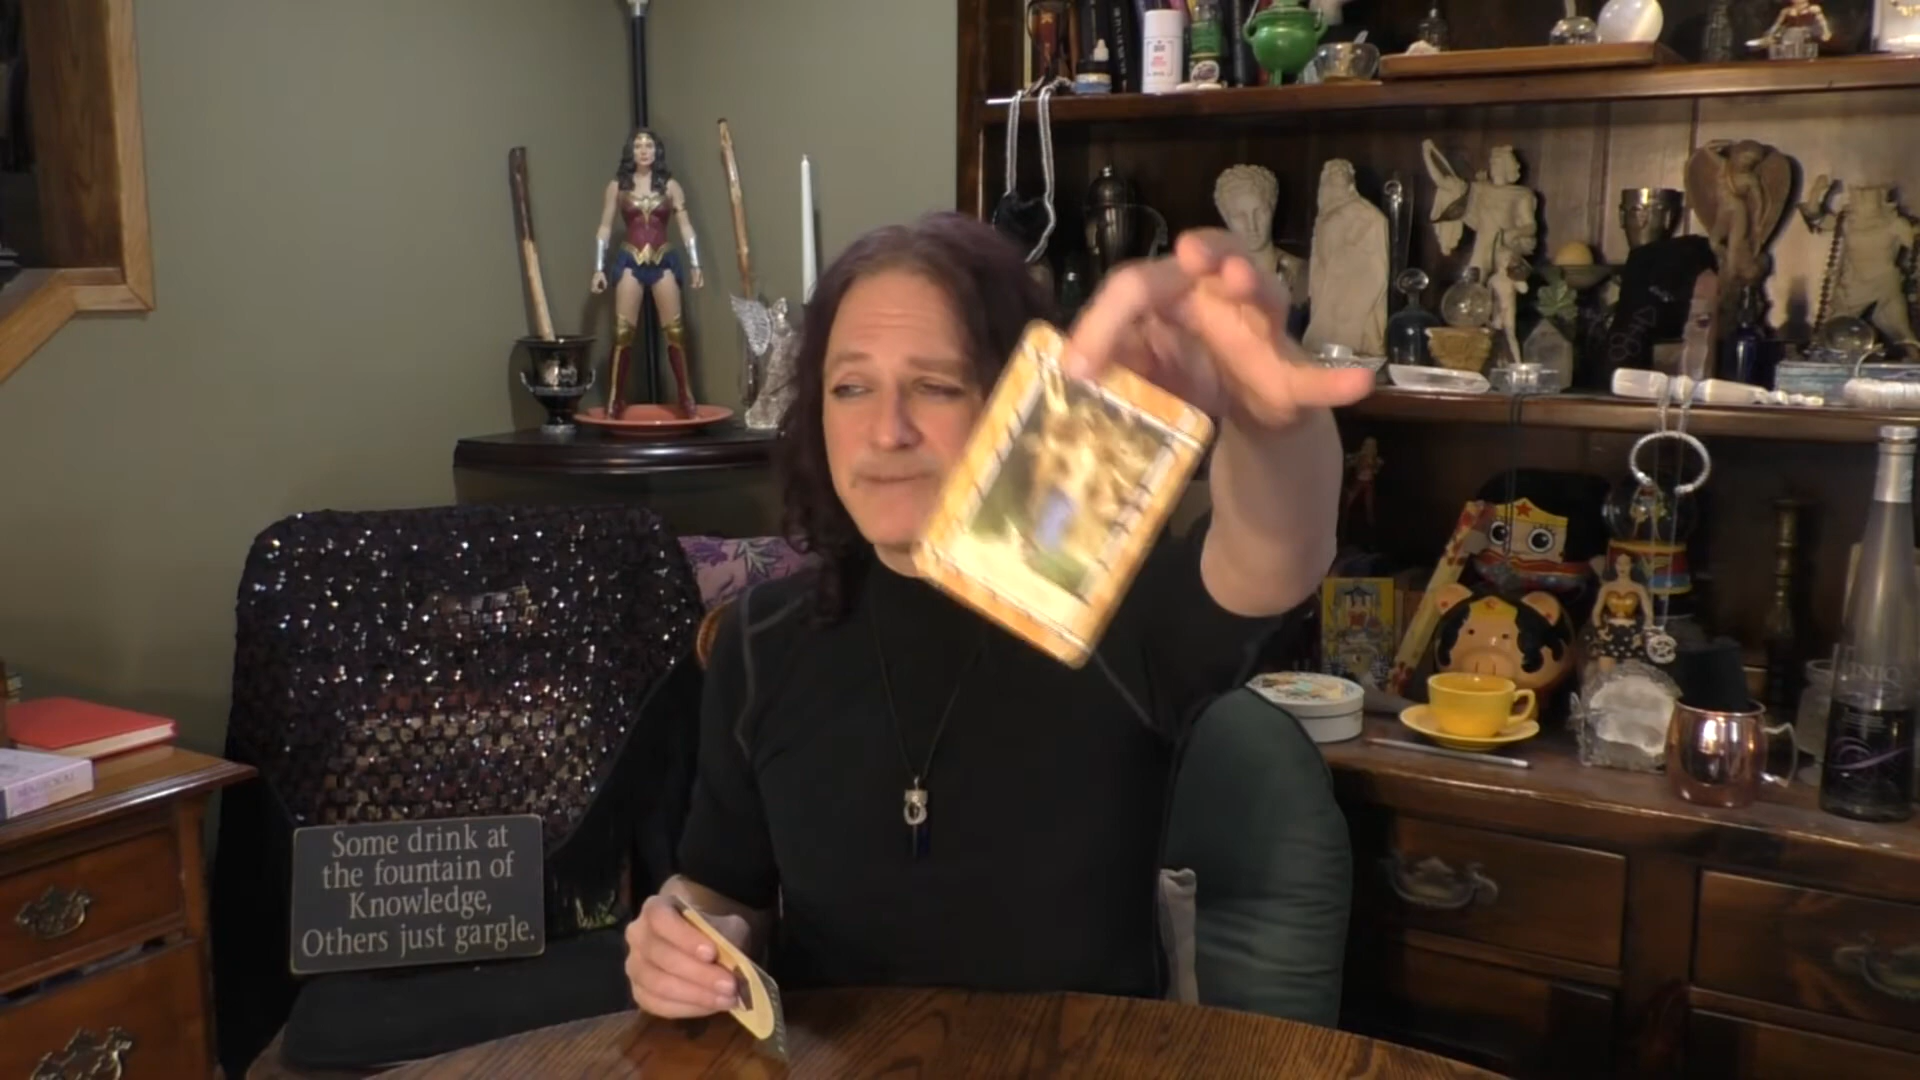 Some drink at
the fountain of
Knowledge,
Others just gargle.